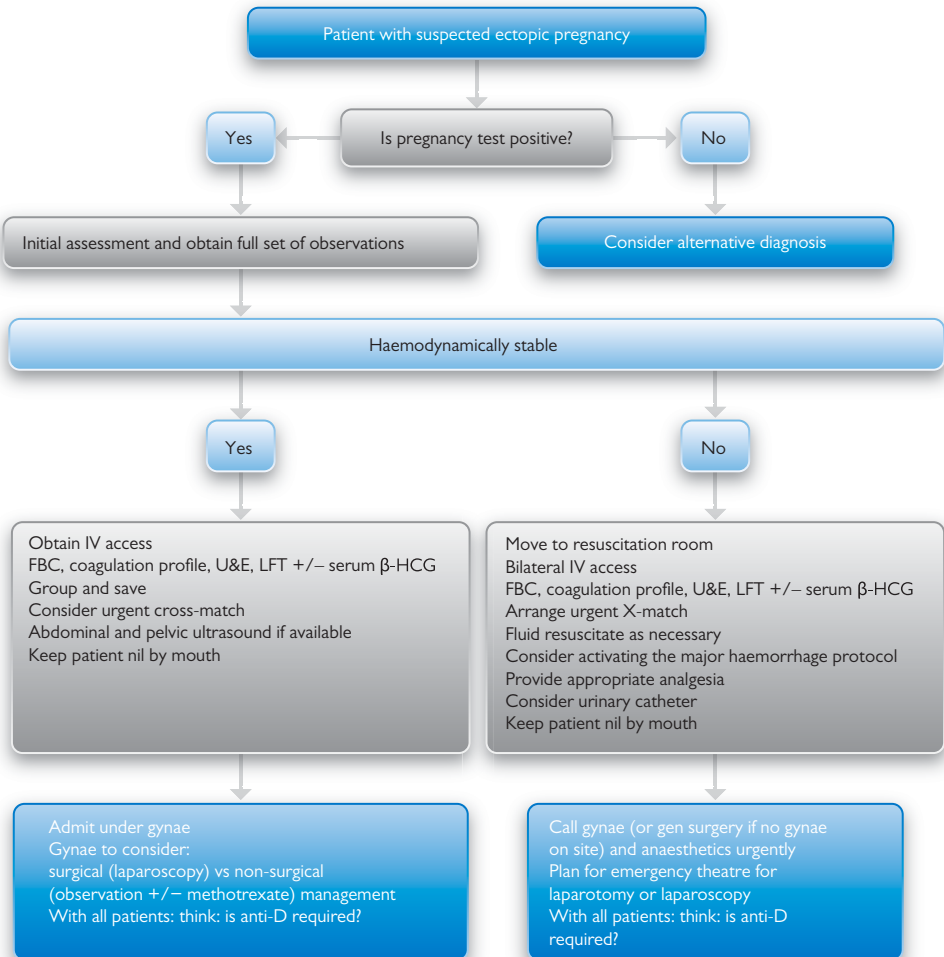 Patient with suspected ectopic pregnancy
Yes
Is pregnancy test positive?
No
Initial assessment and obtain full set of observations
Consider alternative diagnosis
Haemodynamically stable
Yes
No
Obtain IV access
FBC, coagulation profile, U&E, LFT +/− serum β-HCG
Group and save
Consider urgent cross-match
Abdominal and pelvic ultrasound if available
Keep patient nil by mouth
Move to resuscitation room
Bilateral IV access
FBC, coagulation profile, U&E, LFT +/− serum β-HCG
Arrange urgent X-match
Fluid resuscitate as necessary
Consider activating the major haemorrhage protocol
Provide appropriate analgesia
Consider urinary catheter
Keep patient nil by mouth
Admit under gynae
Gynae to consider:
surgical (laparoscopy) vs non-surgical
(observation +/− methotrexate) management
With all patients: think: is anti-D required?
Call gynae (or gen surgery if no gynae
on site) and anaesthetics urgently
Plan for emergency theatre for
laparotomy or laparoscopy
With all patients: think: is anti-D
required?